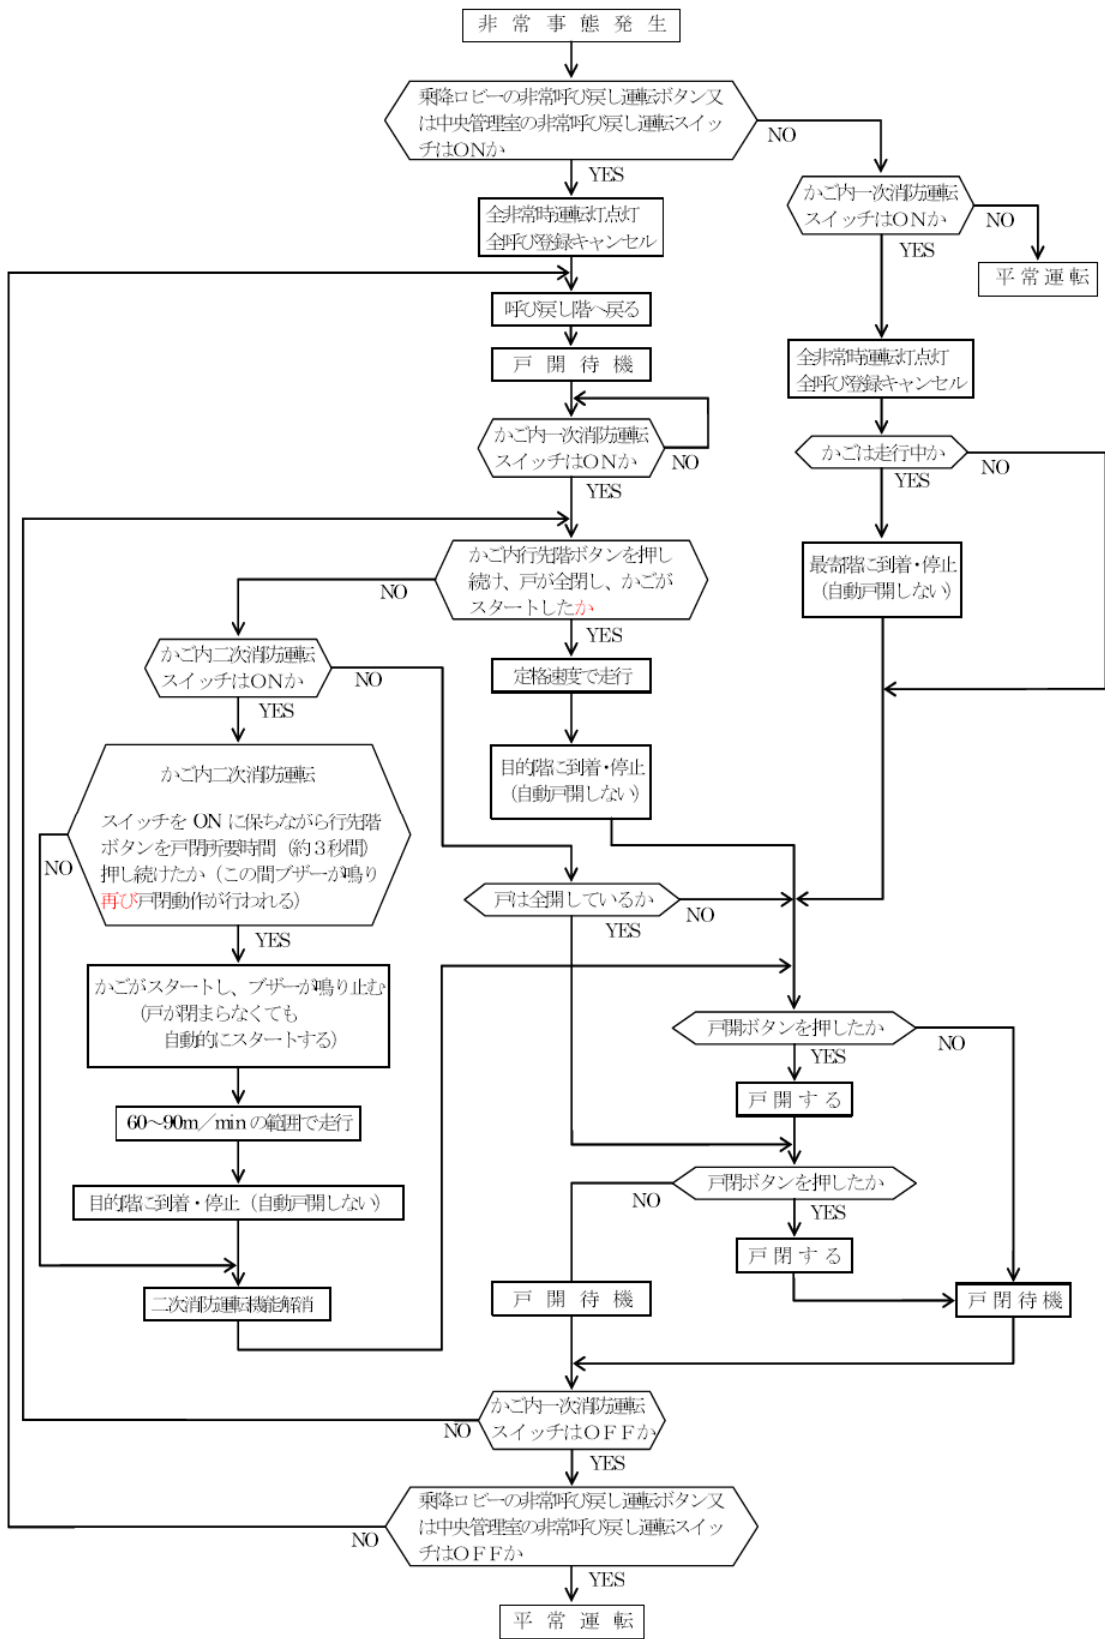 非常事態発生
乗降ロビーの非常呼び戻し運転ボタン又
は中央管理室の非常呼び戻し運転スイッ
チはONか
NO
YES
かご内一次消防運転
スイッチはONか
NO
YES
平常運転
全非常時運転灯点灯
全呼び登録キャンセル
呼び戻し階へ戻る
戸開待機
全非常時運転灯点灯
全呼び登録キャンセル
かご内一次消防運転
スイッチはONか
NO
YES
かごは走行中か
NO
YES
かご内行先階ボタンを押し
続け、戸が全閉し、かごが
スタートしたか
NO
YES
最寄階に到着・停止
(自動戸開しない)
かご内二次消防運転
スイッチはONか
NO
YES
定格速度で走行
目的階に到着・停止
(自動戸開しない)
かご内二次消防運転
スイッチを ON に保ちながら行先階
ボタンを戸閉所要時間(約3秒間)
押し続けたか(この間ブザーが鳴り
再び戸閉動作が行われる)
NO
YES
戸は全開しているか
NO
YES
かごがスタートし、ブザーが鳴り止む
(戸が閉まらなくても
自動的にスタートする)
戸開ボタンを押したか
NO
YES
戸開する
60~90m/minの範囲で走行
戸閉ボタンを押したか
NO
YES
目的階に到着・停止(自動戸開しない)
戸閉する
二次消防運転機能解消
戸開待機
戸閉待機
かご内一次消防運転
スイッチはOFFか
NO
YES
乗降ロビーの非常呼び戻し運転ボタン又
は中央管理室の非常呼び戻し運転スイッ
チはOFFか
NO
YES
平常運転